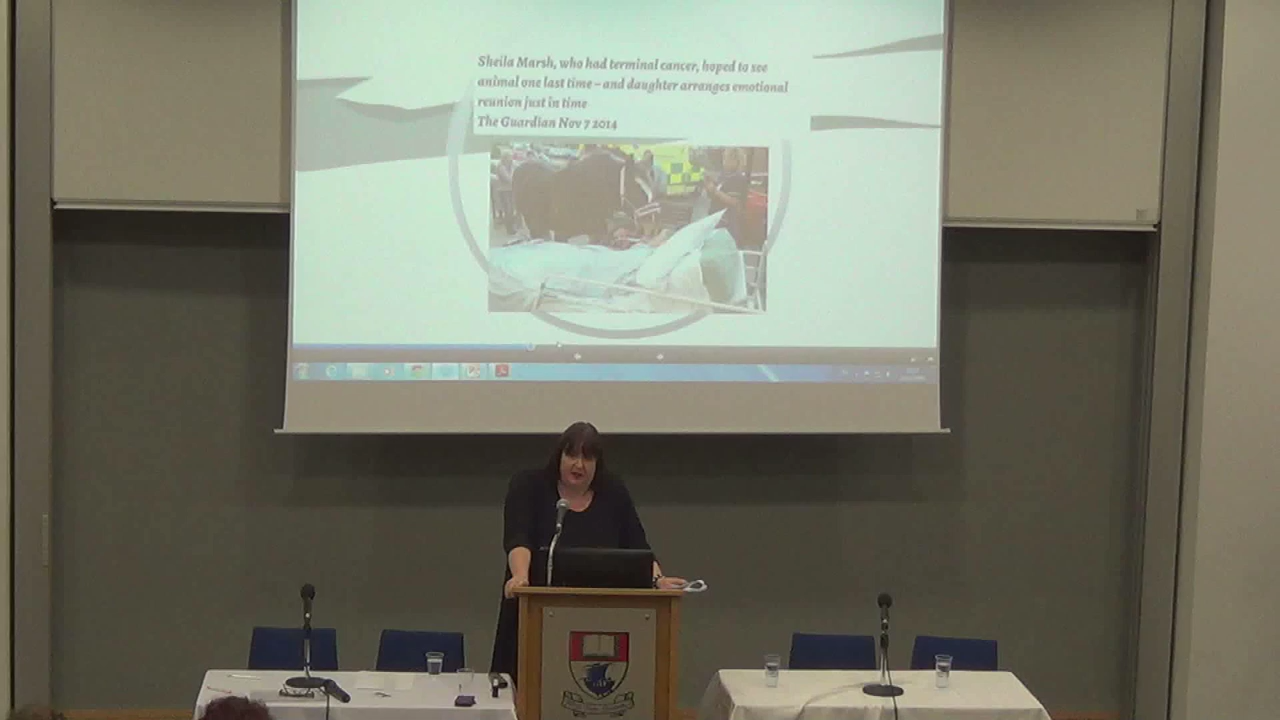 Sheila Marsh, who had terminal cancer, hoped to see
animal one last time – and daughter arranges emotional
reunion just in time
The Guardian Nov 7 2014